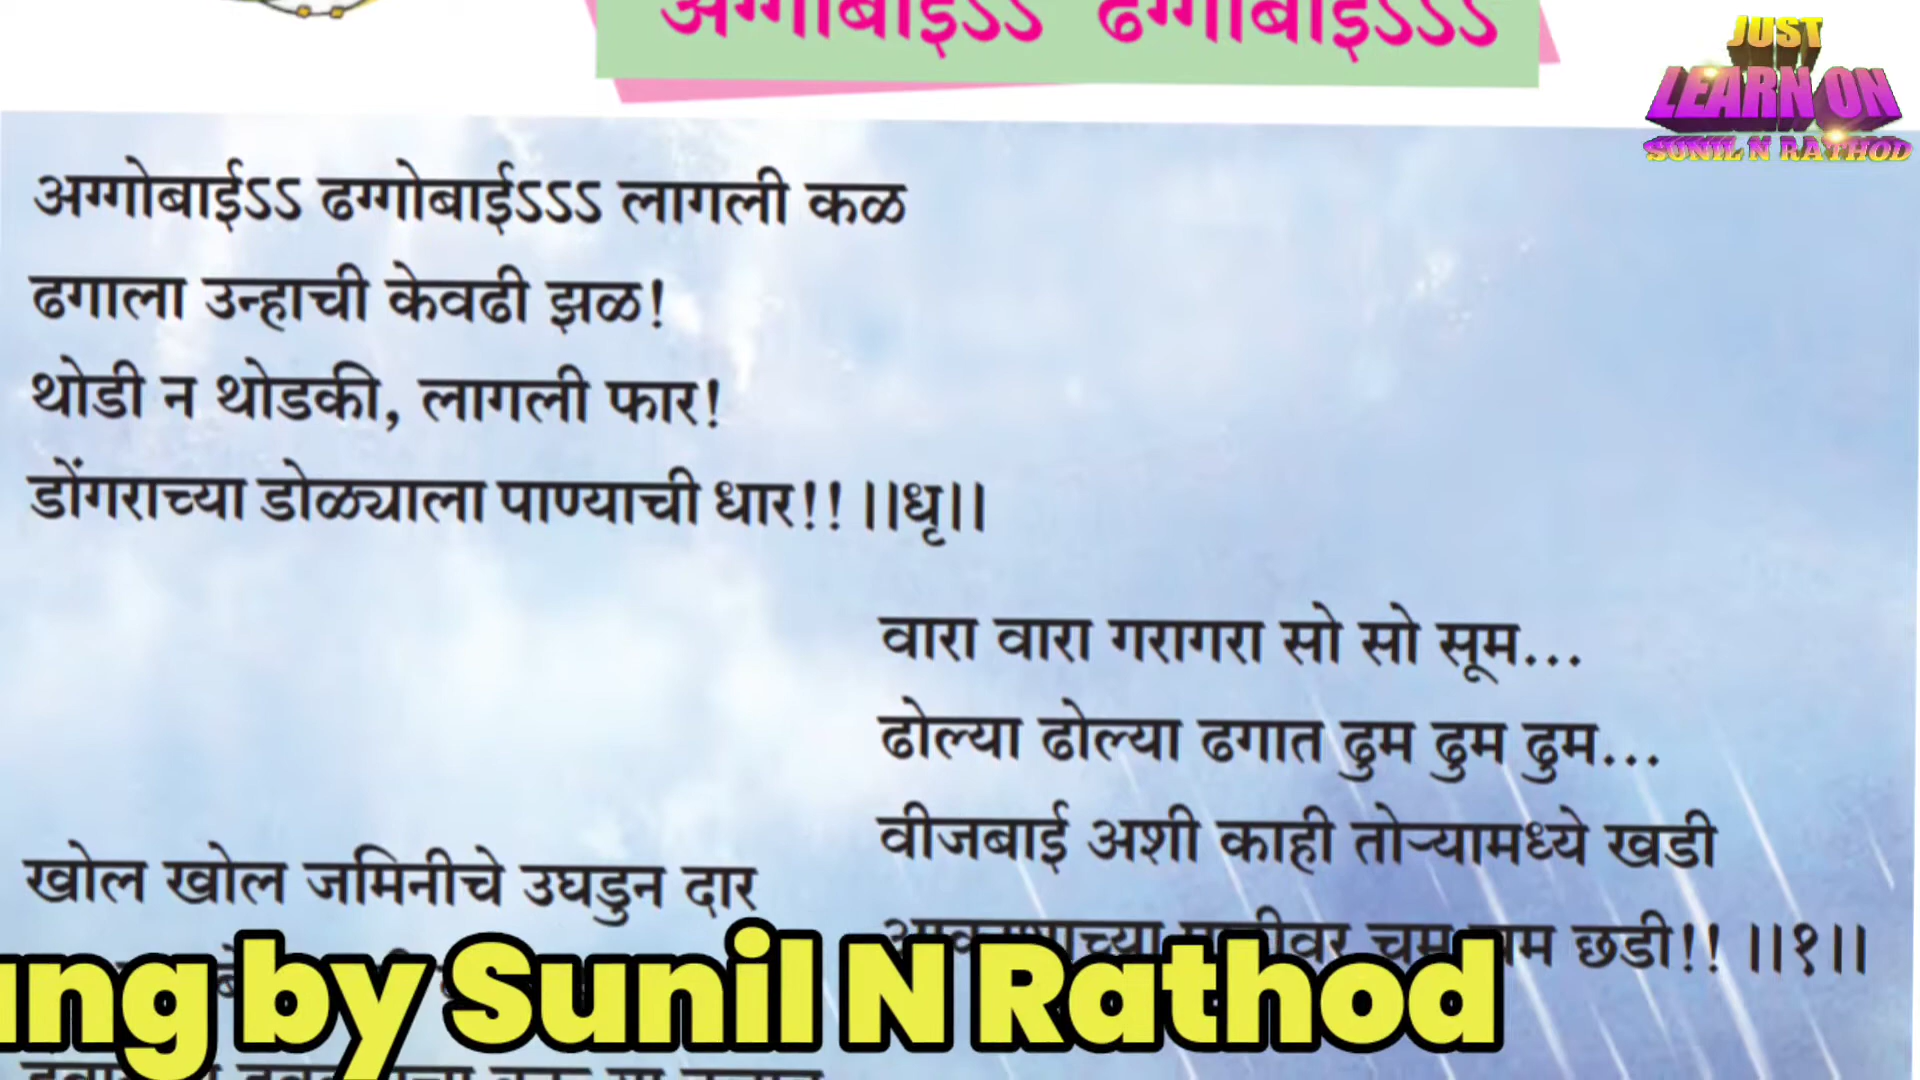 अग्गोबाईऽऽ ढग्गोबाईऽऽऽ
JUST
LEARN ON
SUNIL N RATHOD
अग्गोबाईऽऽ ढग्गोबाईऽऽऽ लागली कळ
ढगाला उन्हाची केवढी झळ!
थोडी न थोडकी, लागली फार!
डोंगराच्या डोळ्याला पाण्याची धार!! ।।धृ।।
वारा वारा गरागरा सो सो सूम...
ढोल्या ढोल्या ढगात ढुम ढुम ढुम...
वीजबाई अशी काही तोऱ्यामध्ये खडी
चम छडी!! ।।१।।
खोल खोल जमिनीचे उघडुन दार
by Sunil N Rathod